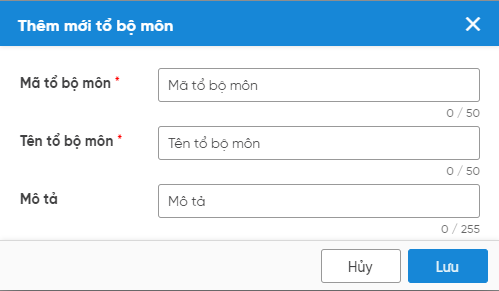 Thêm mới tổ bộ môn
Mã tổ bộ môn * Mã tổ bộ môn
0 / 50
Tên tổ bộ môn * Tên tổ bộ môn
0 / 50
Mô tả Mô tả
0 / 255
Hủy Lưu